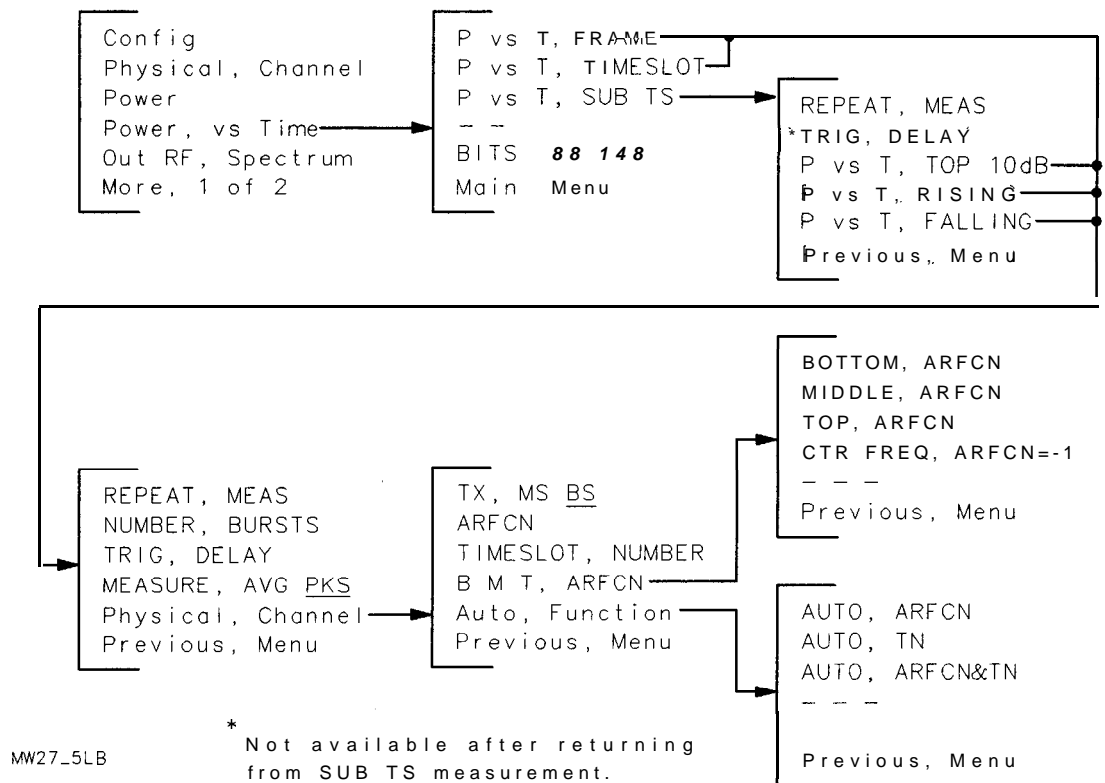 Config
Physical, Channel
Power
Power, vs Time
Out RF, Spectrum
More, 1 of 2
P vs T, FRAME
P vs T, TIMESLOT
P vs T, SUB TS
– –
BITS 88 148
Main Menu
REPEAT, MEAS
*TRIG, DELAY
P vs T, TOP 10dB
P vs T, RISING
P vs T, FALLING
Previous, Menu
REPEAT, MEAS
NUMBER, BURSTS
TRIG, DELAY
MEASURE, AVG PKS
Physical, Channel
Previous, Menu
TX, MS BS
ARFCN
TIMESLOT, NUMBER
B M T, ARFCN
Auto, Function
Previous, Menu
BOTTOM, ARFCN
MIDDLE, ARFCN
TOP, ARFCN
CTR FREQ, ARFCN=-1
– – –
Previous, Menu
AUTO, ARFCN
AUTO, TN
AUTO, ARFCN&TN
– – –
Previous, Menu
*
Not available after returning
from SUB TS measurement.
MW27_5LB